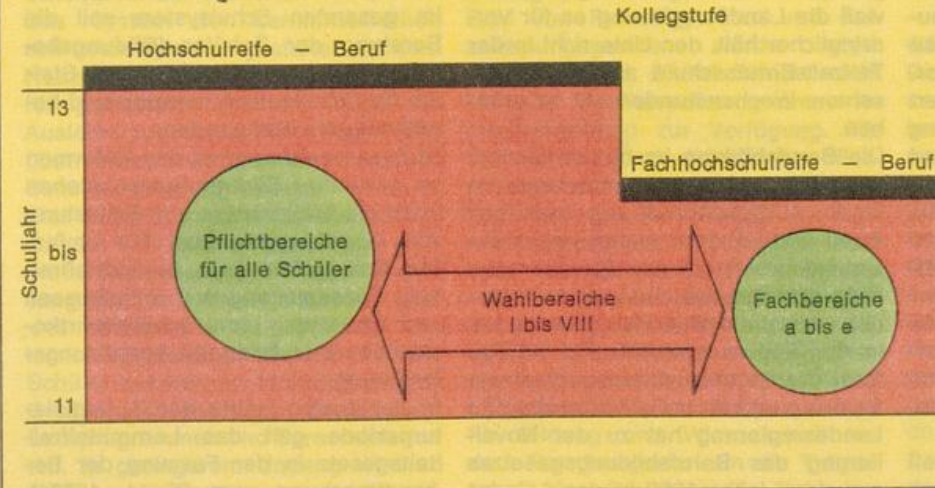 Kollegstufe
Hochschulreife — Beruf
13
Fachhochschulreife — Beruf
Schuljahr
bis
Pflichtbereiche
für alle Schüler
Wahlbereiche
I bis VIII
Fachbereiche
a bis e
11